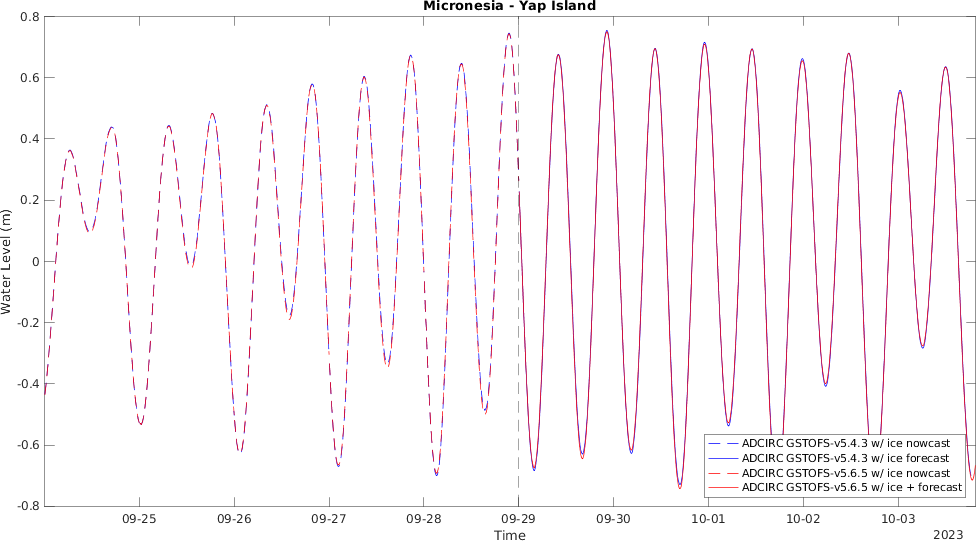 Micronesia - Yap Island
0.8
0.6
0.4
0.2
0
-0.2
-0.4
-0.6
-0.8
Water Level (m)
ADCIRC GSTOFS-v5.4.3 w/ ice nowcast
ADCIRC GSTOFS-v5.4.3 w/ ice forecast
ADCIRC GSTOFS-v5.6.5 w/ ice nowcast
ADCIRC GSTOFS-v5.6.5 w/ ice + forecast
09-25 09-26 09-27 09-28 09-29 09-30 10-01 10-02 10-03
Time
2023